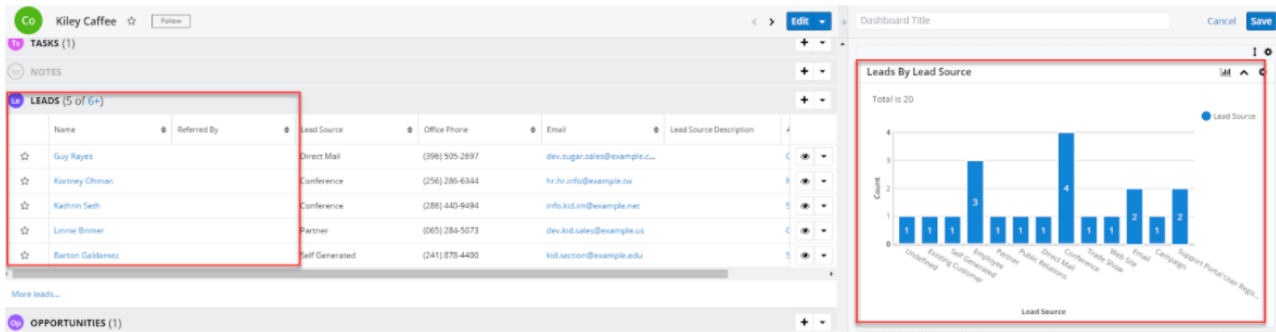 Co Kiley Caffee Follow Edit
Ts TASKS (1)
NOTES
Le LEADS (5 of 6+)
Name Referred By Lead Source Office Phone Email Lead Source Description
Guy Rayes Direct Mail (396) 505-2697 dev.sugar.sales@example.c...
Kortney Ohman Conference (256) 286-6344 hr.hr.info@example.tw
Kathrin Seth Conference (286) 440-9494 info.kid.im@example.net
Linnie Brimer Partner (065) 284-5073 dev.kid.sales@example.us
Barton Galdamez Self Generated (241) 878-4400 kid.section@example.edu
More leads...
Op OPPORTUNITIES (1)
Dashboard Title Cancel Save
Leads By Lead Source
Total is 20
Lead Source
Count
4
3
2
1
0
1 1 1 3 1 1 1 4 1 1 2 1 2
Undefined
Existing Customer
Self Generated
Employee
Partner
Public Relations
Direct Mail
Conference
Trade Show
Web Site
Email
Campaign
Support Portal User Regis...
Lead Source